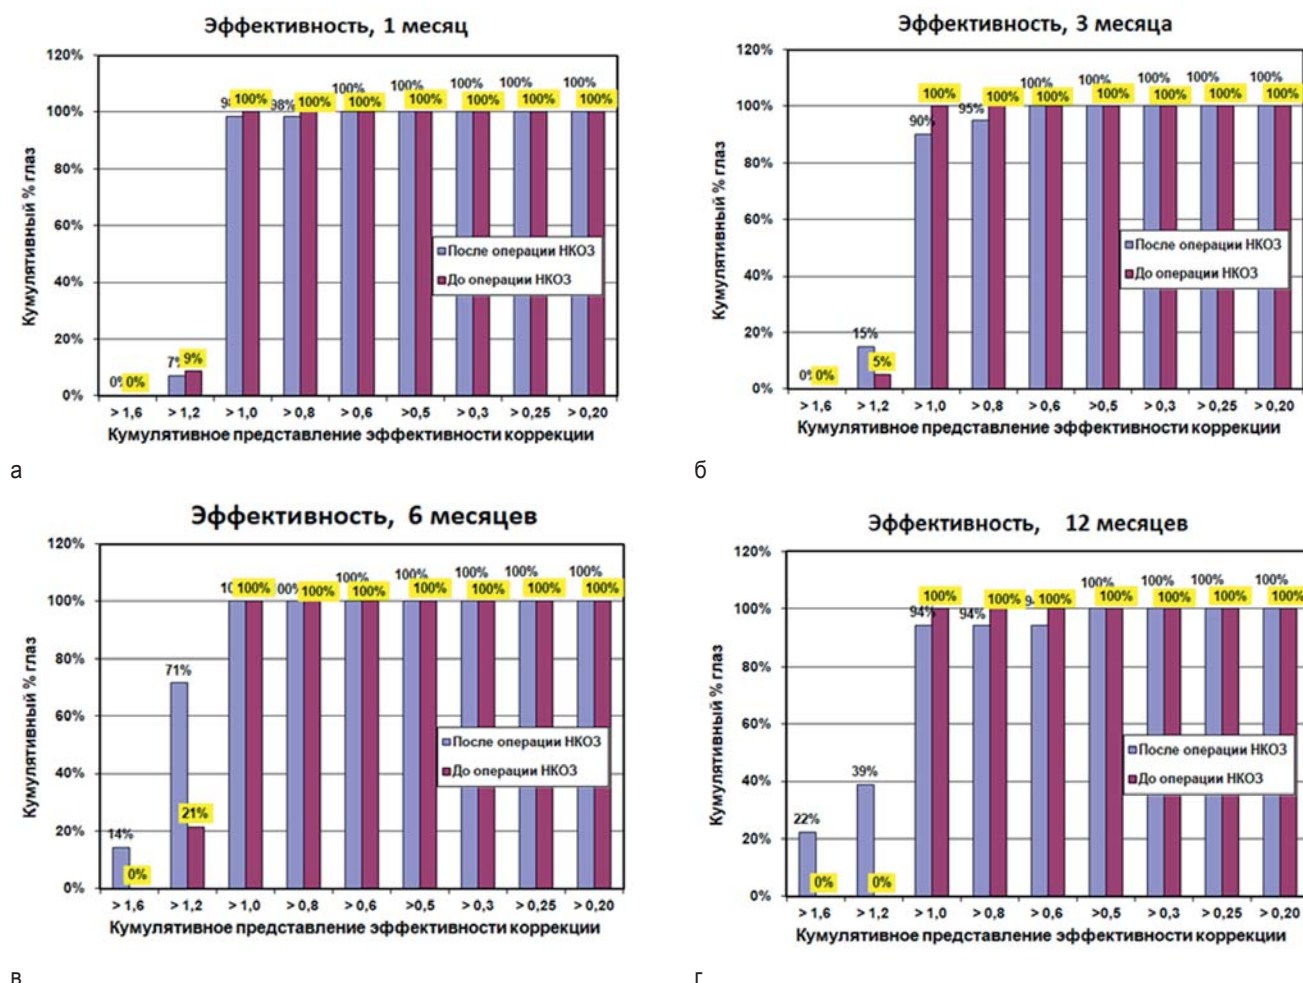 Эффективность, 1 месяц
120%
100%
80%
60%
40%
20%
0%
Кумулятивный % глаз
0% 0%
7% 9%
100%
98% 100%
100% 100%
100% 100%
100% 100%
100% 100%
100% 100%
После операции НКОЗ
До операции НКОЗ
> 1,6 > 1,2 > 1,0 > 0,8 > 0,6 >0,5 > 0,3 > 0,25 > 0,20
Кумулятивное представление эффективности коррекции
а
Эффективность, 3 месяца
120%
100%
80%
60%
40%
20%
0%
Кумулятивный % глаз
0% 0%
15% 5%
90% 100%
95% 100%
100% 100%
100% 100%
100% 100%
100% 100%
100% 100%
После операции НКОЗ
До операции НКОЗ
> 1,6 > 1,2 > 1,0 > 0,8 > 0,6 >0,5 > 0,3 > 0,25 > 0,20
Кумулятивное представление эффективности коррекции
б
Эффективность, 6 месяцев
120%
100%
80%
60%
40%
20%
0%
Кумулятивный % глаз
14% 0%
71% 21%
100%
100%
100% 100%
100% 100%
100% 100%
100% 100%
100% 100%
После операции НКОЗ
До операции НКОЗ
> 1,6 > 1,2 > 1,0 > 0,8 > 0,6 >0,5 > 0,3 > 0,25 > 0,20
Кумулятивное представление эффективности коррекции
в
Эффективность, 12 месяцев
120%
100%
80%
60%
40%
20%
0%
Кумулятивный % глаз
22% 0%
39% 0%
94% 100%
94% 100%
100%
100% 100%
100% 100%
100% 100%
100% 100%
После операции НКОЗ
До операции НКОЗ
> 1,6 > 1,2 > 1,0 > 0,8 > 0,6 >0,5 > 0,3 > 0,25 > 0,20
Кумулятивное представление эффективности коррекции
г